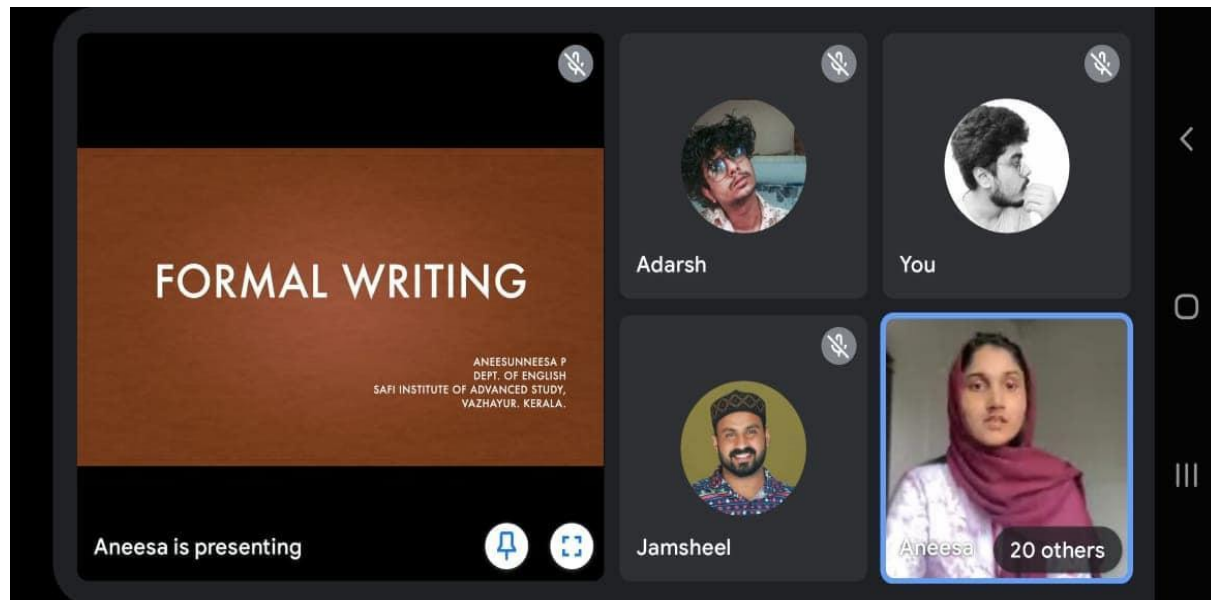 FORMAL WRITING
ANEESUNNEESA P
DEPT. OF ENGLISH
SAFI INSTITUTE OF ADVANCED STUDY,
VAZHAYUR. KERALA.
Aneesa is presenting
Adarsh
You
Jamsheel
Aneesa
20 others